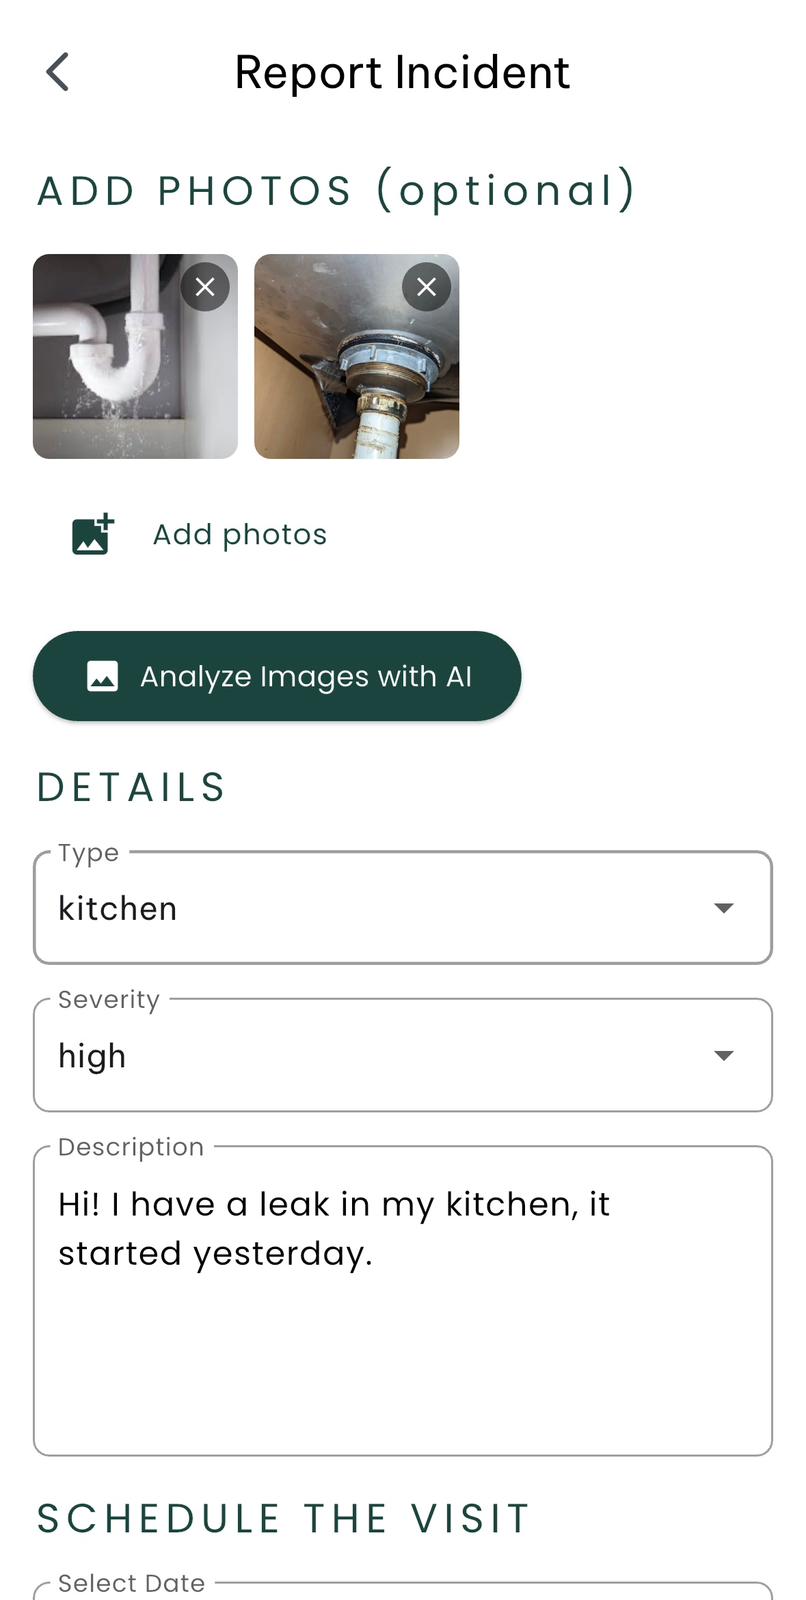 Report Incident
ADD PHOTOS (optional)
Add photos
Analyze Images with AI
DETAILS
Type
kitchen
Severity
high
Description
Hi! I have a leak in my kitchen, it
started yesterday.
SCHEDULE THE VISIT
Select Date